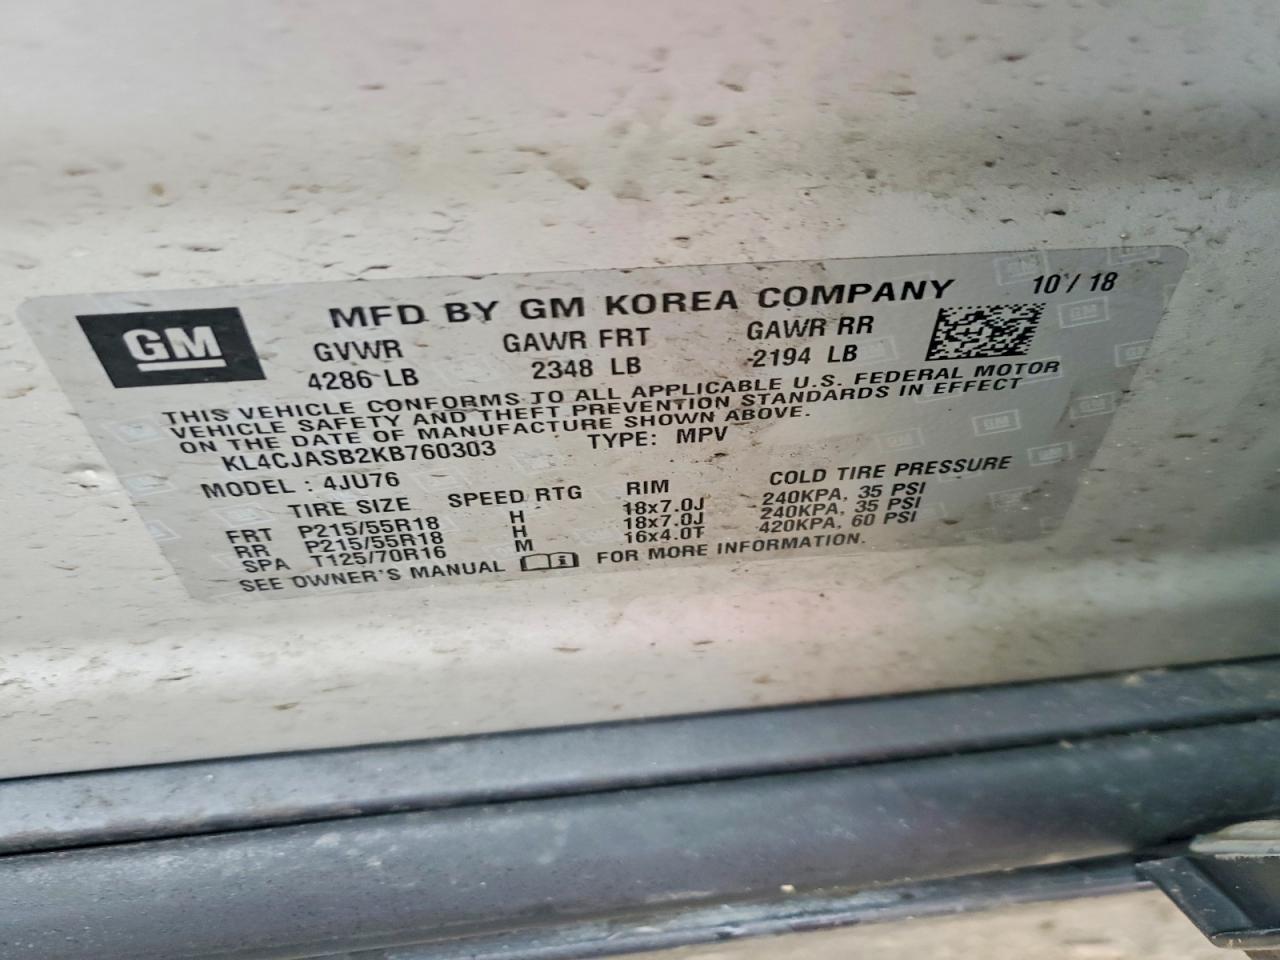 MFD BY GM KOREA COMPANY 10/18
GM
GVWR GAWR FRT GAWR RR
4286 LB 2348 LB 2194 LB
THIS VEHICLE CONFORMS TO ALL APPLICABLE U.S. FEDERAL MOTOR
VEHICLE SAFETY AND THEFT PREVENTION STANDARDS IN EFFECT
ON THE DATE OF MANUFACTURE SHOWN ABOVE.
KL4CJASB2KB760303 TYPE: MPV
MODEL: 4JU76
TIRE SIZE SPEED RTG RIM COLD TIRE PRESSURE
FRT P215/55R18 H 18x7.0J 240KPA, 35 PSI
RR P215/55R18 H 18x7.0J 240KPA, 35 PSI
SPA T125/70R16 M 16x4.0T 420KPA, 60 PSI
SEE OWNER'S MANUAL i FOR MORE INFORMATION.